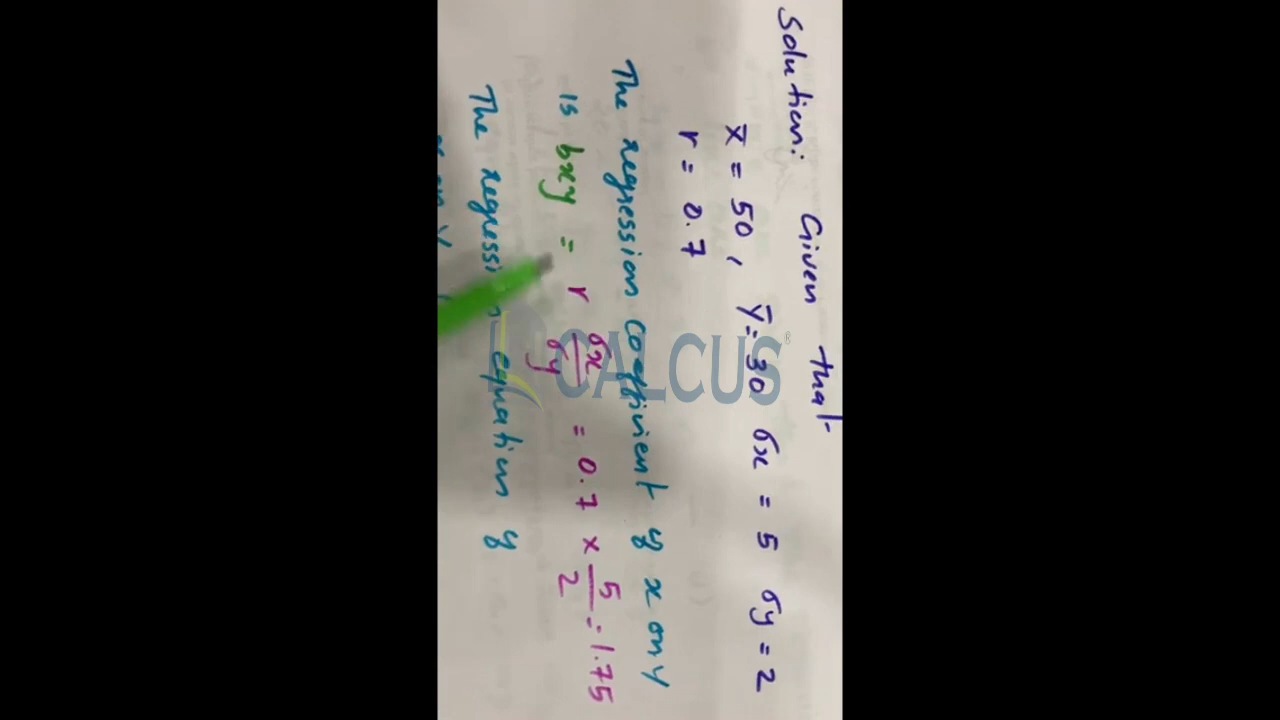 Solution: Given that
x̄ = 50, ȳ = 30 σx = 5 σy = 2
r = 0.7
The regression Coefficient of x on y
is bxy = r σx/σy = 0.7 × 5/2 = 1.75
The regression equation of
CALCUS